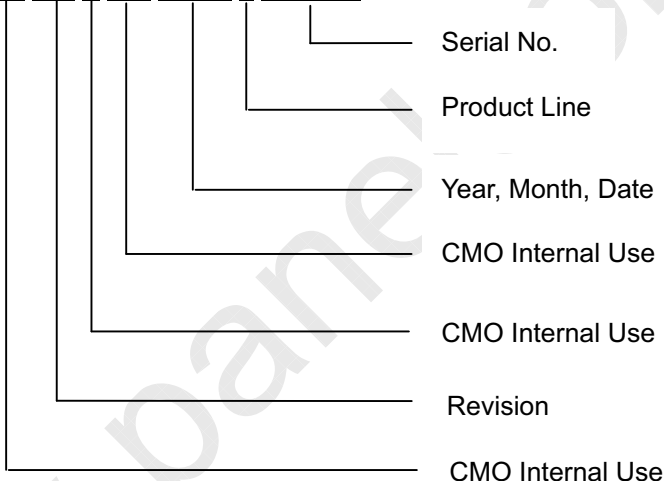 Serial No.
Product Line
Year, Month, Date
CMO Internal Use
CMO Internal Use
Revision
CMO Internal Use